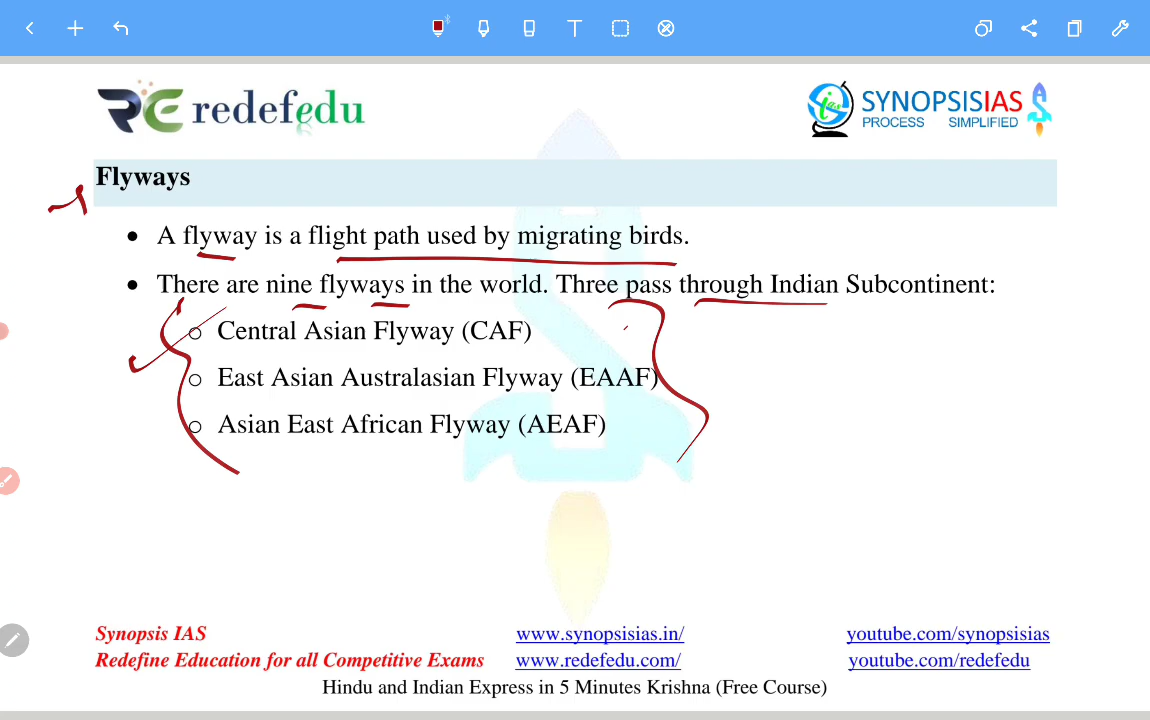 redefedu
SYNOPSISIAS
PROCESS SIMPLIFIED
Flyways
• A flyway is a flight path used by migrating birds.
• There are nine flyways in the world. Three pass through Indian Subcontinent:
o Central Asian Flyway (CAF)
o East Asian Australasian Flyway (EAAF)
o Asian East African Flyway (AEAF)
Synopsis IAS www.synopsisias.in/ youtube.com/synopsisias
Redefine Education for all Competitive Exams www.redefedu.com/ youtube.com/redefedu
Hindu and Indian Express in 5 Minutes Krishna (Free Course)